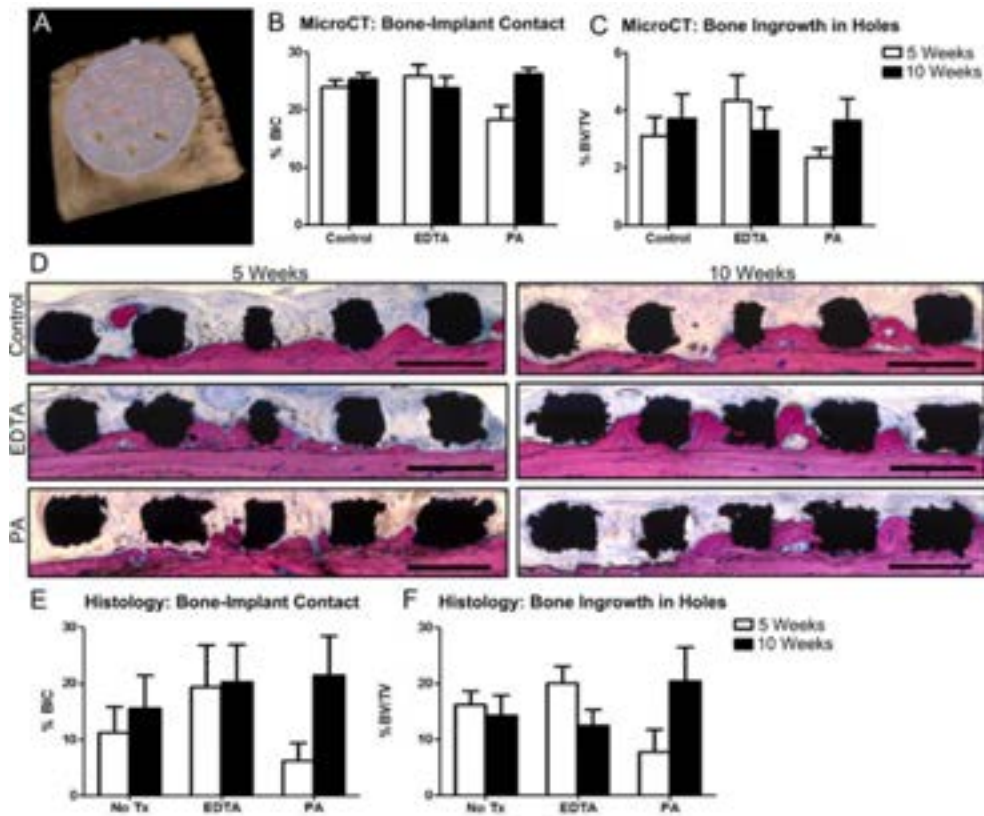 A
B MicroCT: Bone-Implant Contact
30
20
10
0
% BIC
Control EDTA PA
C MicroCT: Bone Ingrowth in Holes
6
4
2
0
% BV/TV
Control EDTA PA
5 Weeks
10 Weeks
D
5 Weeks 10 Weeks
Control
EDTA
PA
E Histology: Bone-Implant Contact
30
20
10
0
% BIC
No Tx EDTA PA
F Histology: Bone Ingrowth in Holes
30
20
10
0
%BV/TV
No Tx EDTA PA
5 Weeks
10 Weeks